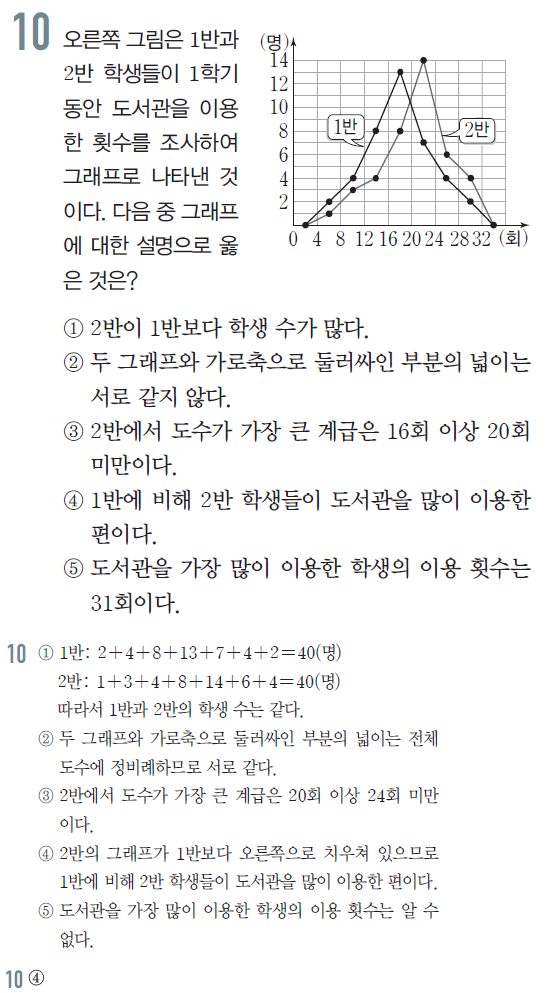 10 오른쪽 그림은 1반과
2반 학생들이 1학기
동안 도서관을 이용
한 횟수를 조사하여
그래프로 나타낸 것
이다. 다음 중 그래프
에 대한 설명으로 옳
은 것은?
(명)
14
12
10
8
6
4
2
1반
2반
0 4 8 12 16 20 24 28 32 (회)
① 2반이 1반보다 학생 수가 많다.
② 두 그래프와 가로축으로 둘러싸인 부분의 넓이는
서로 같지 않다.
③ 2반에서 도수가 가장 큰 계급은 16회 이상 20회
미만이다.
④ 1반에 비해 2반 학생들이 도서관을 많이 이용한
편이다.
⑤ 도서관을 가장 많이 이용한 학생의 이용 횟수는
31회이다.
10 ① 1반: 2+4+8+13+7+4+2=40(명)
2반: 1+3+4+8+14+6+4=40(명)
따라서 1반과 2반의 학생 수는 같다.
② 두 그래프와 가로축으로 둘러싸인 부분의 넓이는 전체
도수에 정비례하므로 서로 같다.
③ 2반에서 도수가 가장 큰 계급은 20회 이상 24회 미만
이다.
④ 2반의 그래프가 1반보다 오른쪽으로 치우쳐 있으므로
1반에 비해 2반 학생들이 도서관을 많이 이용한 편이다.
⑤ 도서관을 가장 많이 이용한 학생의 이용 횟수는 알 수
없다.
10 ④